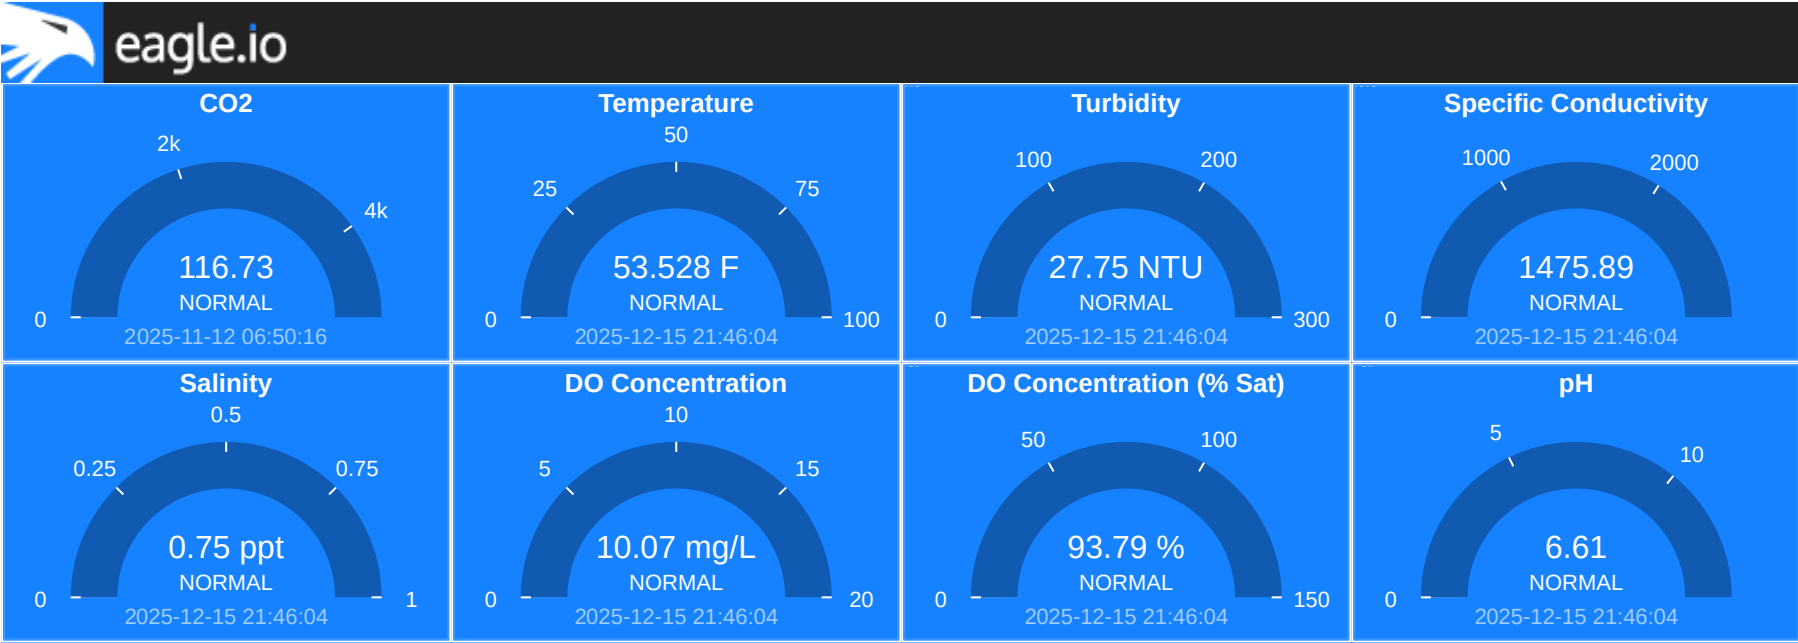 eagle.io
CO2
2k
4k
116.73
NORMAL
0
2025-11-12 06:50:16
Temperature
50
25
75
53.528 F
NORMAL
0
100
2025-12-15 21:46:04
Turbidity
100
200
27.75 NTU
NORMAL
0
300
2025-12-15 21:46:04
Specific Conductivity
1000
2000
1475.89
NORMAL
0
2025-12-15 21:46:04
Salinity
0.5
0.25
0.75
0.75 ppt
NORMAL
0
1
2025-12-15 21:46:04
DO Concentration
10
5
15
10.07 mg/L
NORMAL
0
20
2025-12-15 21:46:04
DO Concentration (% Sat)
50
100
93.79 %
NORMAL
0
150
2025-12-15 21:46:04
pH
5
10
6.61
NORMAL
0
2025-12-15 21:46:04